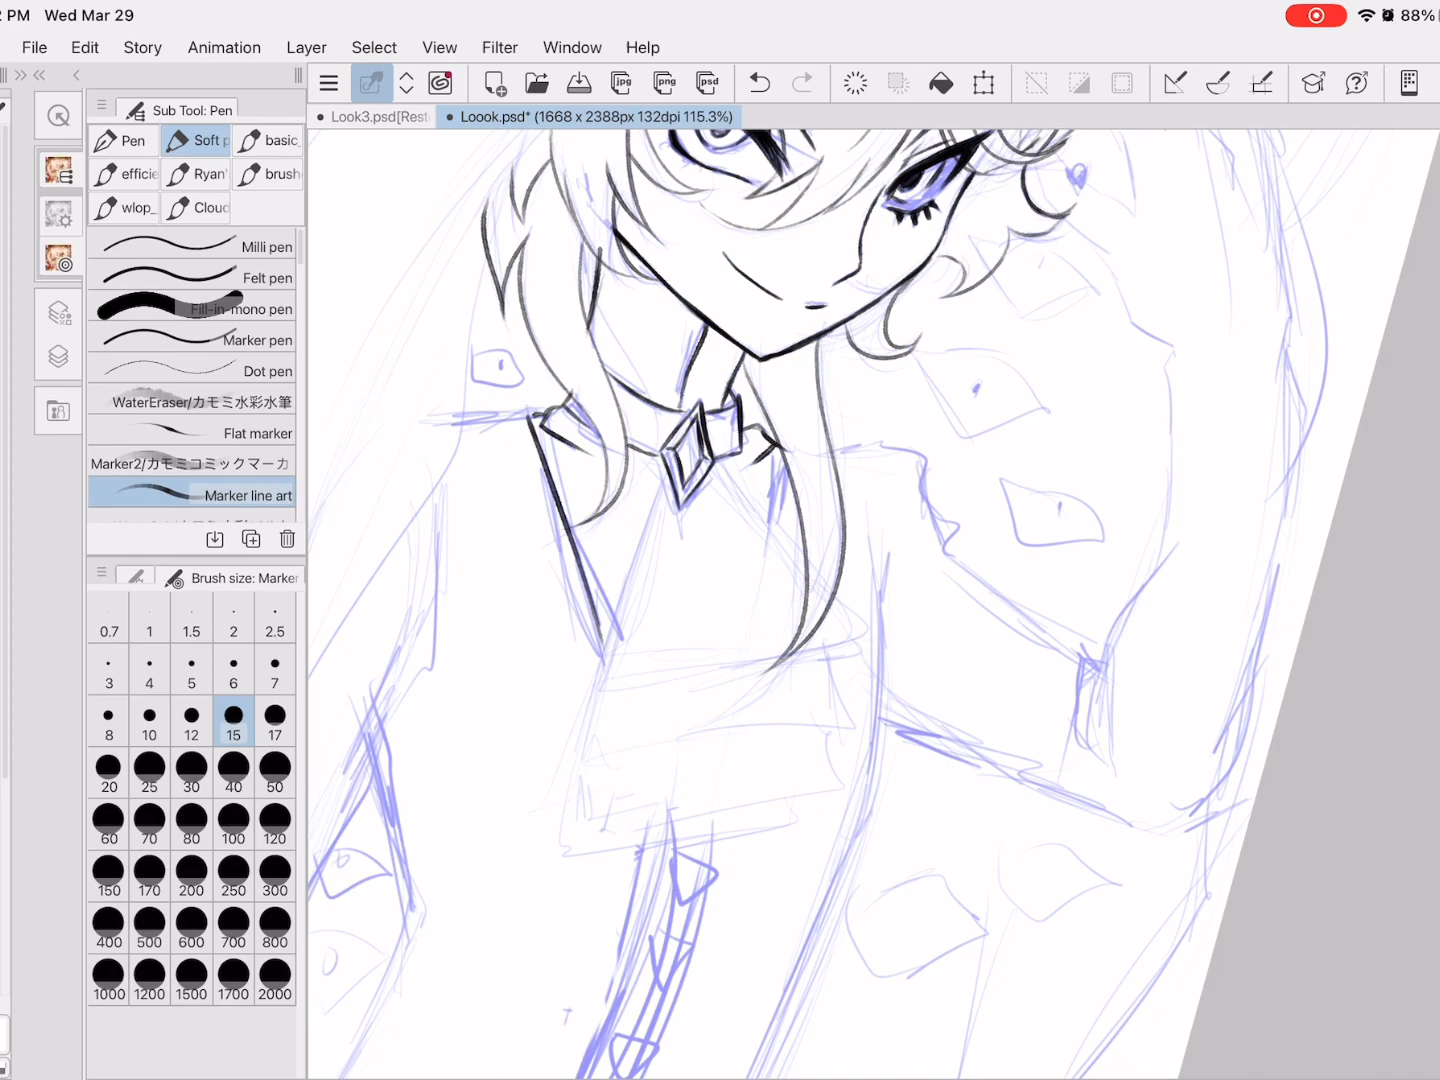 2 PM Wed Mar 29 88%
File Edit Story Animation Layer Select View Filter Window Help
jpg png psd
Sub Tool: Pen
Look3.psd[Rest
Loook.psd* (1668 x 2388px 132dpi 115.3%)
Pen Soft p basic_
efficie Ryan' brush
wlop_ Cloud
Milli pen
Felt pen
Fill-in-mono pen
Marker pen
Dot pen
WaterEraser/カモミ水彩水筆
Flat marker
Marker2/カモミコミックマーカ
Marker line art
Brush size: Marker
0.7 1 1.5 2 2.5
3 4 5 6 7
8 10 12 15 17
20 25 30 40 50
60 70 80 100 120
150 170 200 250 300
400 500 600 700 800
1000 1200 1500 1700 2000